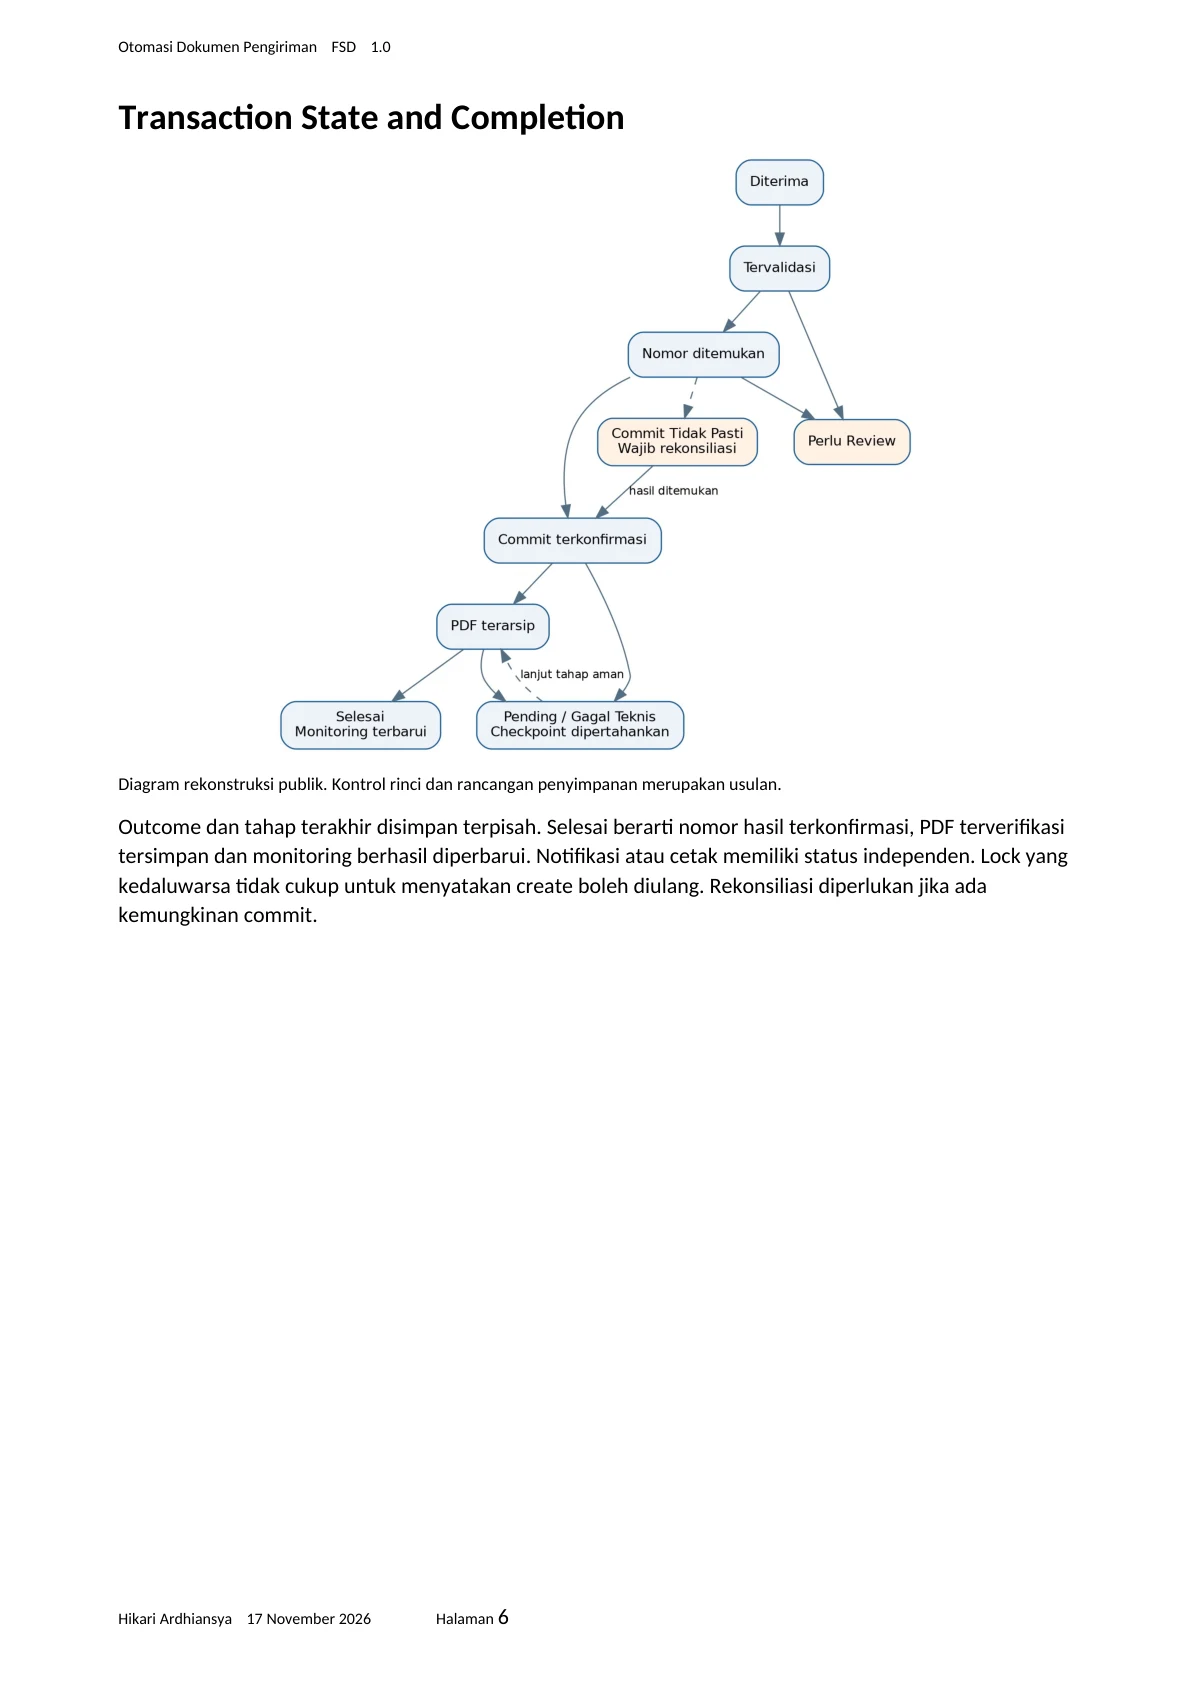 Otomasi Dokumen Pengiriman FSD 1.0
Transaction State and Completion
Diterima
Tervalidasi
Nomor ditemukan
Commit Tidak Pasti
Wajib rekonsiliasi
Perlu Review
hasil ditemukan
Commit terkonfirmasi
PDF terarsip
lanjut tahap aman
Selesai
Monitoring terbarui
Pending / Gagal Teknis
Checkpoint dipertahankan
Diagram rekonstruksi publik. Kontrol rinci dan rancangan penyimpanan merupakan usulan.
Outcome dan tahap terakhir disimpan terpisah. Selesai berarti nomor hasil terkonfirmasi, PDF terverifikasi
tersimpan dan monitoring berhasil diperbarui. Notifikasi atau cetak memiliki status independen. Lock yang
kedaluwarsa tidak cukup untuk menyatakan create boleh diulang. Rekonsiliasi diperlukan jika ada
kemungkinan commit.
Hikari Ardhiansya 17 November 2026 Halaman 6